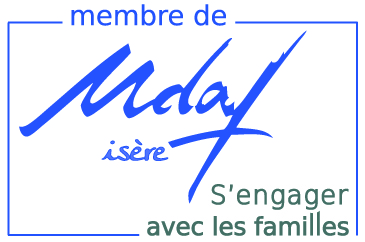 membre de
Udaf
isère
S'engager
avec les familles